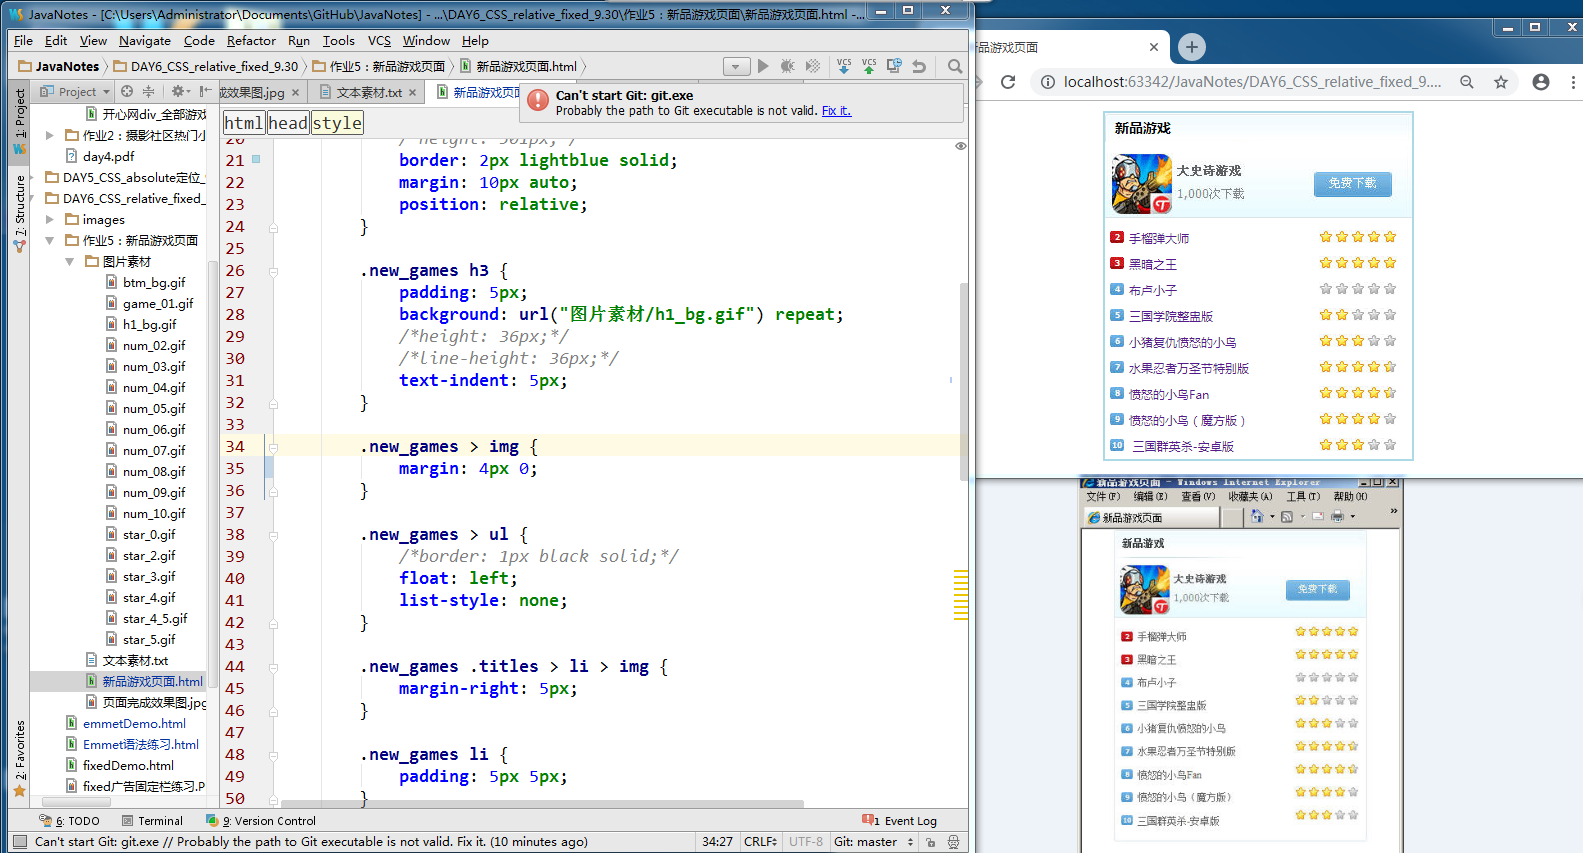 JavaNotes - [C:\Users\Administrator\Documents\GitHub\JavaNotes] - ...\DAY6_CSS_relative_fixed_9.30\作业5：新品游戏页面\新品游戏页面.html -...
File Edit View Navigate Code Refactor Run Tools VCS Window Help
JavaNotes DAY6_CSS_relative_fixed_9.30 作业5：新品游戏页面 新品游戏页面.html
VCS VCS
Project
成效果图.jpg 文本素材.txt 新品游戏页面
Can't start Git: git.exe
Probably the path to Git executable is not valid. Fix it.
html head style
1: Project
7: Structure
2: Favorites
开心网div_全部游戏
作业2：摄影社区热门小
day4.pdf
DAY5_CSS_absolute定位_
DAY6_CSS_relative_fixed_
images
作业5：新品游戏页面
图片素材
btm_bg.gif
game_01.gif
h1_bg.gif
num_02.gif
num_03.gif
num_04.gif
num_05.gif
num_06.gif
num_07.gif
num_08.gif
num_09.gif
num_10.gif
star_0.gif
star_2.gif
star_3.gif
star_4.gif
star_4_5.gif
star_5.gif
文本素材.txt
新品游戏页面.html
页面完成效果图.jpg
emmetDemo.html
Emmet语法练习.html
fixedDemo.html
fixed广告固定栏练习.P
20 /*height: 301px;*/
21 border: 2px lightblue solid;
22 margin: 10px auto;
23 position: relative;
24 }
25
26 .new_games h3 {
27 padding: 5px;
28 background: url("图片素材/h1_bg.gif") repeat;
29 /*height: 36px;*/
30 /*line-height: 36px;*/
31 text-indent: 5px;
32 }
33
34 .new_games > img {
35 margin: 4px 0;
36 }
37
38 .new_games > ul {
39 /*border: 1px black solid;*/
40 float: left;
41 list-style: none;
42 }
43
44 .new_games .titles > li > img {
45 margin-right: 5px;
46 }
47
48 .new_games li {
49 padding: 5px 5px;
50 }
6: TODO Terminal 9: Version Control 1 Event Log
Can't start Git: git.exe // Probably the path to Git executable is not valid. Fix it. (10 minutes ago) 34:27 CRLF UTF-8 Git: master
品游戏页面
localhost:63342/JavaNotes/DAY6_CSS_relative_fixed_9....
新品游戏
大史诗游戏
1,000次下载
免费下载
2 手榴弹大师
3 黑暗之王
4 布卢小子
5 三国学院整蛊版
6 小猪复仇愤怒的小鸟
7 水果忍者万圣节特别版
8 愤怒的小鸟Fan
9 愤怒的小鸟（魔方版）
10 三国群英杀-安卓版
新品游戏页面 - Windows Internet Explorer
文件(F) 编辑(E) 查看(V) 收藏夹(A) 工具(T) 帮助(H)
新品游戏页面
新品游戏
大史诗游戏
1,000次下载
免费下载
2 手榴弹大师
3 黑暗之王
4 布卢小子
5 三国学院整蛊版
6 小猪复仇愤怒的小鸟
7 水果忍者万圣节特别版
8 愤怒的小鸟Fan
9 愤怒的小鸟（魔方版）
10 三国群英杀-安卓版